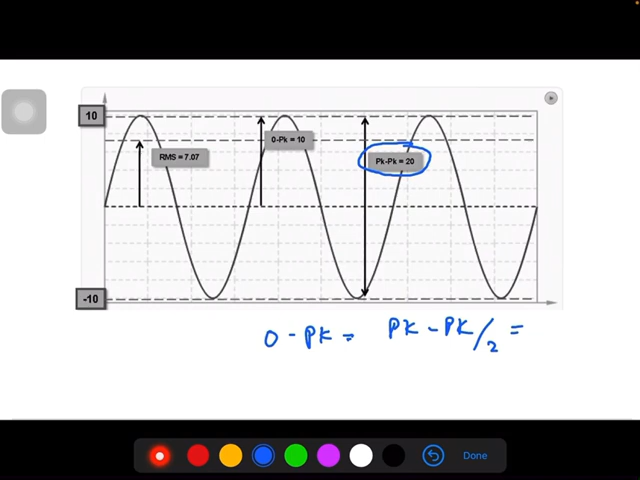 10
0-Pk = 10
RMS = 7.07
Pk-Pk = 20
-10
0 - PK = PK - PK/2 =
Done